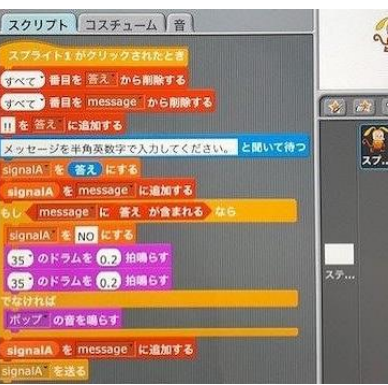 スクリプト コスチューム 音
スプライト1がクリックされたとき
すべて 番目を 答え から削除する
すべて 番目を message から削除する
!! を 答え に追加する
メッセージを半角英数字で入力してください。 と聞いて待つ
signalA を 答え にする
signalA を message に追加する
もし message に 答え が含まれる なら
signalA を NO にする
35 のドラムを 0.2 拍鳴らす
35 のドラムを 0.2 拍鳴らす
でなければ
ポップ の音を鳴らす
signalA を message に追加する
signalA を送る
スプ...
ステ...